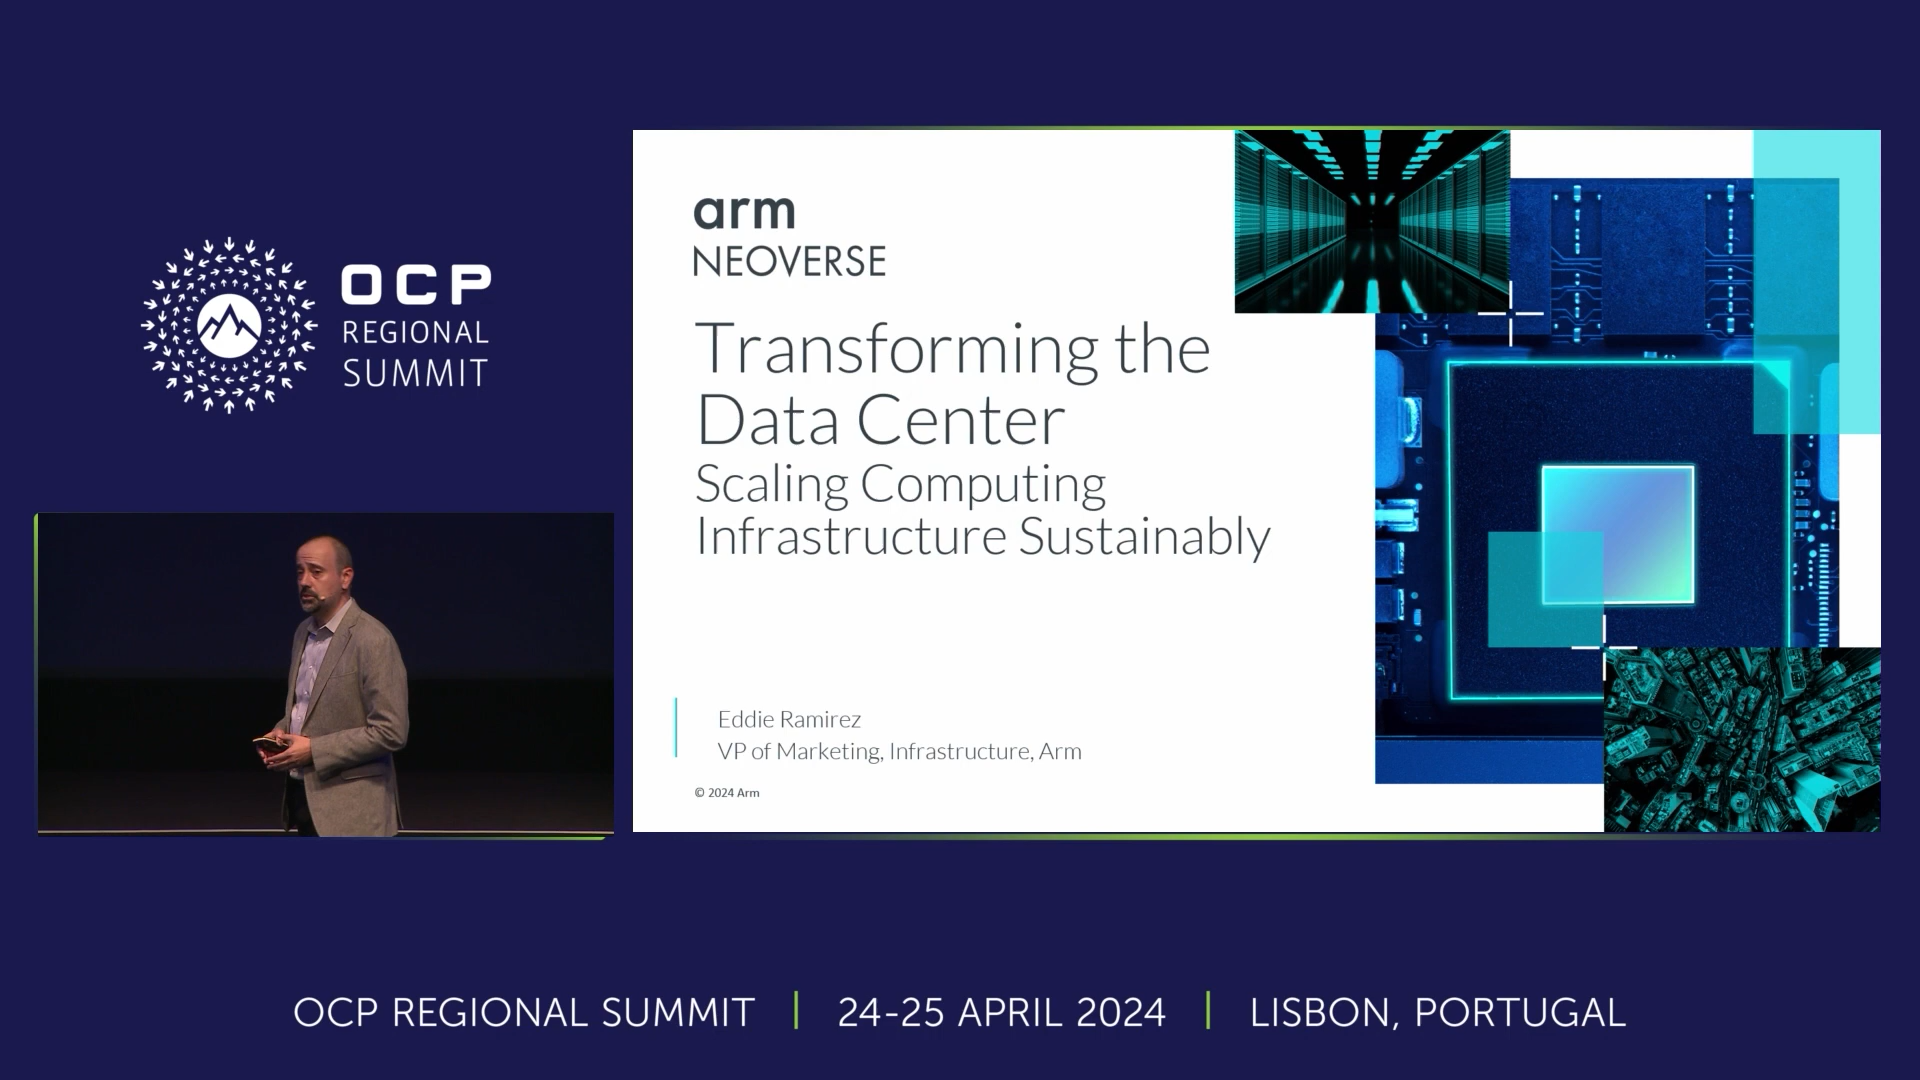 OCP
REGIONAL
SUMMIT
arm
NEOVERSE
Transforming the
Data Center
Scaling Computing
Infrastructure Sustainably
Eddie Ramirez
VP of Marketing, Infrastructure, Arm
© 2024 Arm
OCP REGIONAL SUMMIT | 24-25 APRIL 2024 | LISBON, PORTUGAL